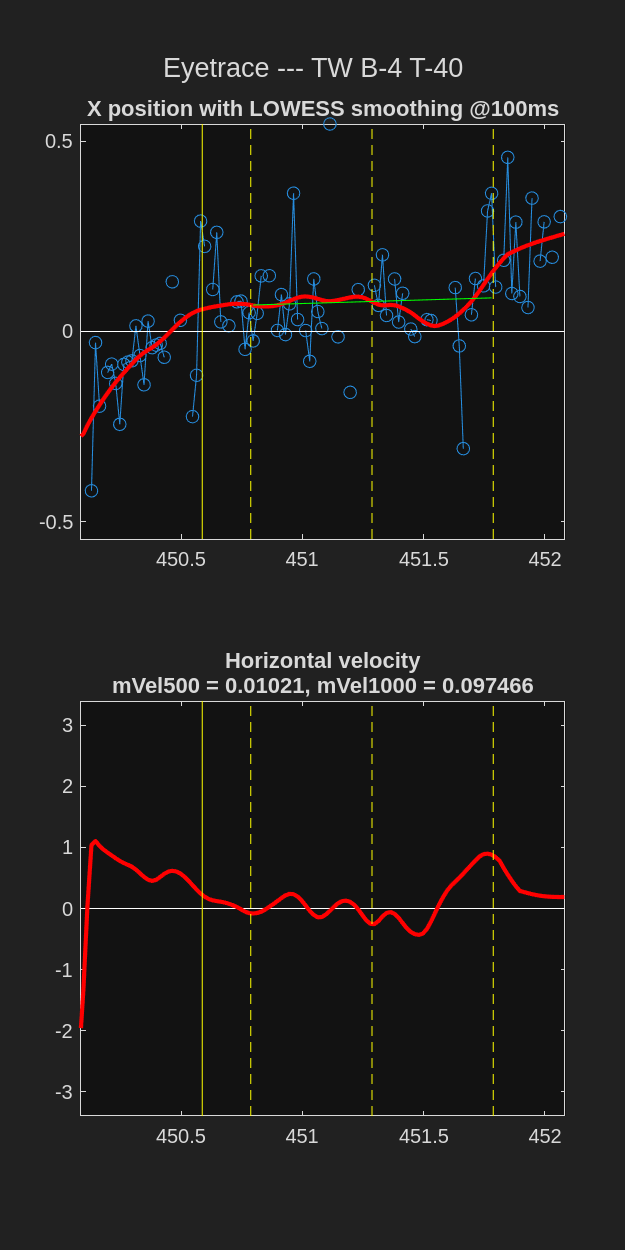 Eyetrace --- TW B-4 T-40
X position with LOWESS smoothing @100ms
0.5
0
-0.5
450.5 451 451.5 452
Horizontal velocity
mVel500 = 0.01021, mVel1000 = 0.097466
3
2
1
0
-1
-2
-3
450.5 451 451.5 452